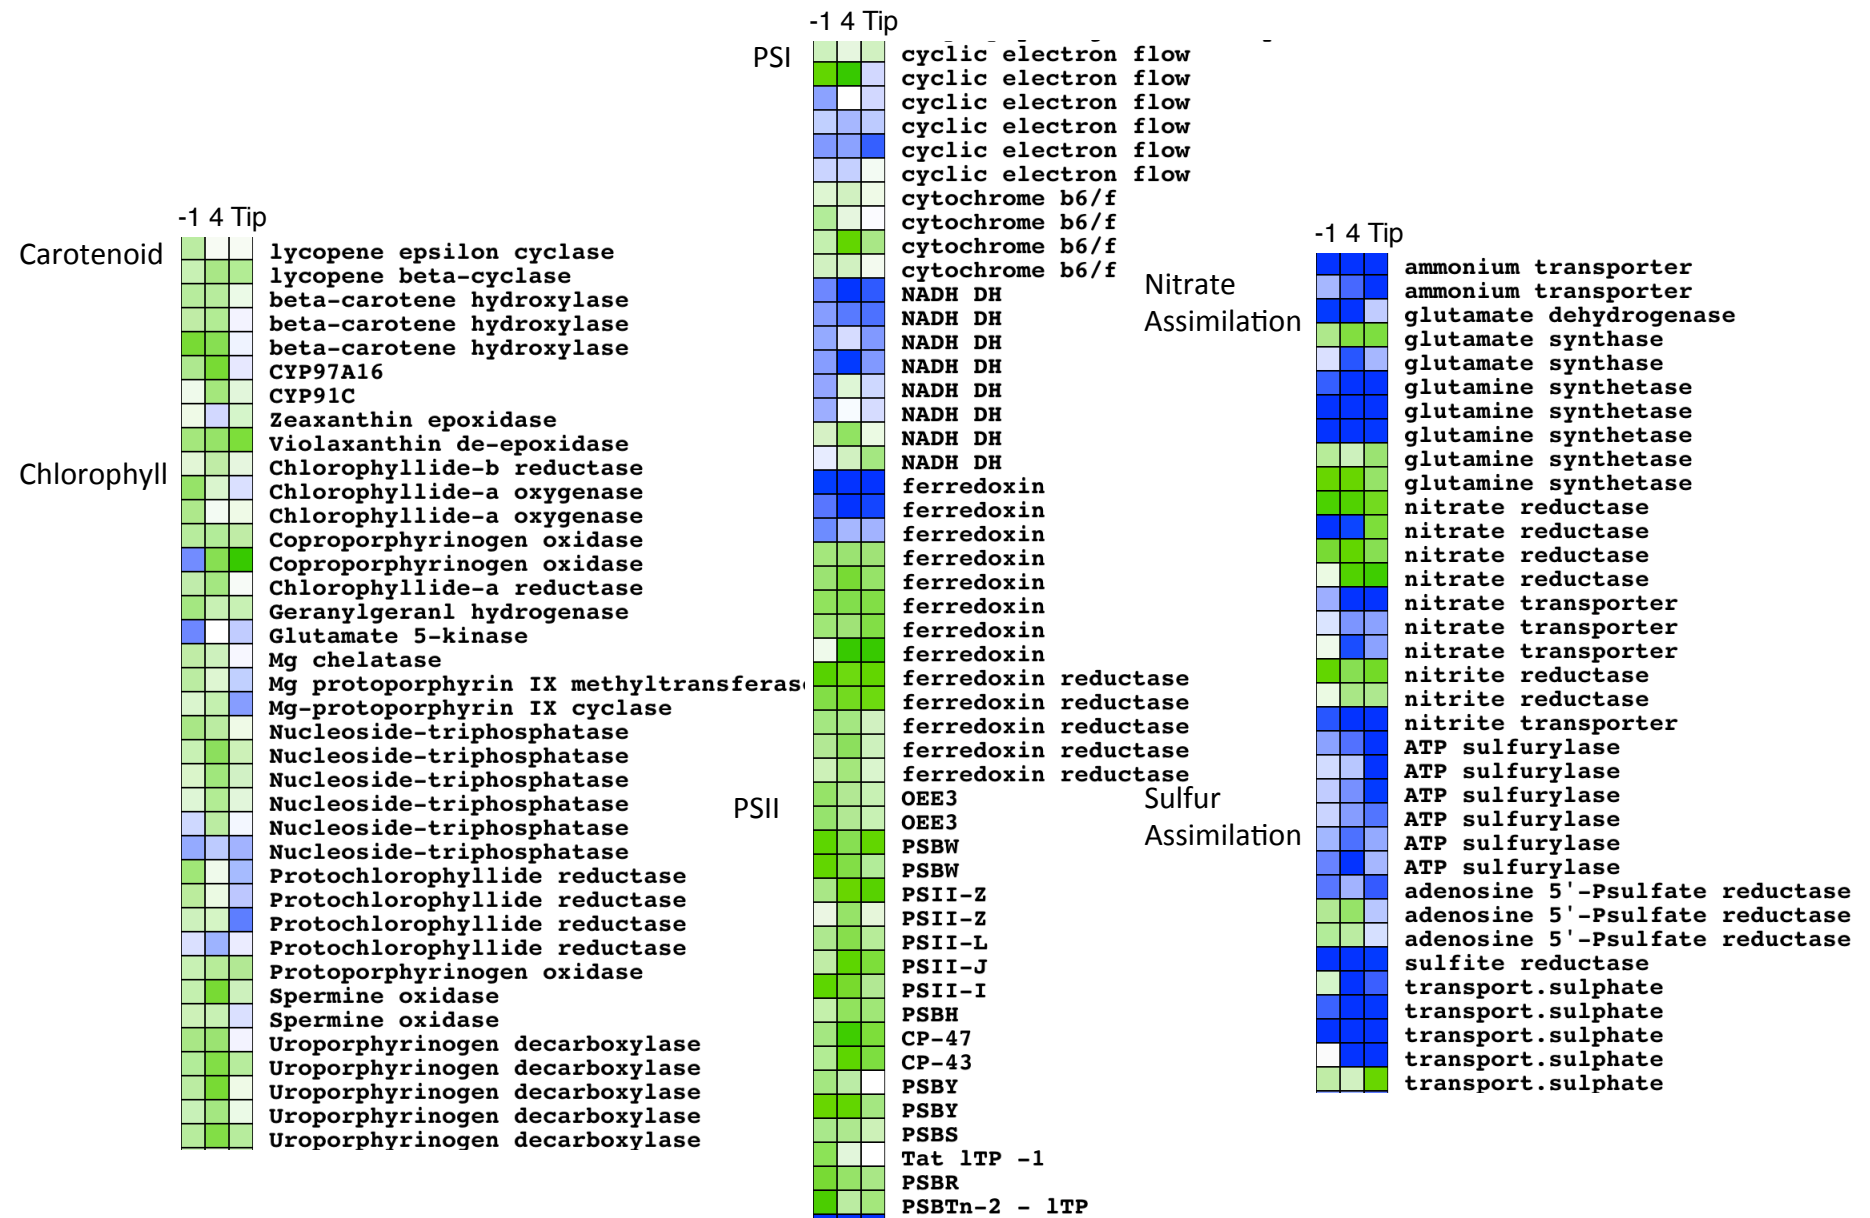 -1 4 Tip
Carotenoid
lycopene epsilon cyclase
lycopene beta-cyclase
beta-carotene hydroxylase
beta-carotene hydroxylase
beta-carotene hydroxylase
CYP97A16
CYP91C
Zeaxanthin epoxidase
Violaxanthin de-epoxidase
Chlorophyll
Chlorophyllide-b reductase
Chlorophyllide-a oxygenase
Chlorophyllide-a oxygenase
Coproporphyrinogen oxidase
Coproporphyrinogen oxidase
Chlorophyllide-a reductase
Geranylgeranl hydrogenase
Glutamate 5-kinase
Mg chelatase
Mg protoporphyrin IX methyltransferas
Mg-protoporphyrin IX cyclase
Nucleoside-triphosphatase
Nucleoside-triphosphatase
Nucleoside-triphosphatase
Nucleoside-triphosphatase
Nucleoside-triphosphatase
Nucleoside-triphosphatase
Protochlorophyllide reductase
Protochlorophyllide reductase
Protochlorophyllide reductase
Protochlorophyllide reductase
Protoporphyrinogen oxidase
Spermine oxidase
Spermine oxidase
Uroporphyrinogen decarboxylase
Uroporphyrinogen decarboxylase
Uroporphyrinogen decarboxylase
Uroporphyrinogen decarboxylase
Uroporphyrinogen decarboxylase
-1 4 Tip
PSI
cyclic electron flow
cyclic electron flow
cyclic electron flow
cyclic electron flow
cyclic electron flow
cyclic electron flow
cytochrome b6/f
cytochrome b6/f
cytochrome b6/f
cytochrome b6/f
NADH DH
NADH DH
NADH DH
NADH DH
NADH DH
NADH DH
NADH DH
NADH DH
ferredoxin
ferredoxin
ferredoxin
ferredoxin
ferredoxin
ferredoxin
ferredoxin
ferredoxin
ferredoxin reductase
ferredoxin reductase
ferredoxin reductase
ferredoxin reductase
ferredoxin reductase
PSII
OEE3
OEE3
PSBW
PSBW
PSII-Z
PSII-Z
PSII-L
PSII-J
PSII-I
PSBH
CP-47
CP-43
PSBY
PSBY
PSBS
Tat lTP -1
PSBR
PSBTn-2 - lTP
-1 4 Tip
Nitrate
Assimilation
ammonium transporter
ammonium transporter
glutamate dehydrogenase
glutamate synthase
glutamate synthase
glutamine synthetase
glutamine synthetase
glutamine synthetase
glutamine synthetase
glutamine synthetase
nitrate reductase
nitrate reductase
nitrate reductase
nitrate reductase
nitrate transporter
nitrate transporter
nitrate transporter
nitrite reductase
nitrite reductase
nitrite transporter
Sulfur
Assimilation
ATP sulfurylase
ATP sulfurylase
ATP sulfurylase
ATP sulfurylase
ATP sulfurylase
ATP sulfurylase
adenosine 5'-Psulfate reductase
adenosine 5'-Psulfate reductase
adenosine 5'-Psulfate reductase
sulfite reductase
transport.sulphate
transport.sulphate
transport.sulphate
transport.sulphate
transport.sulphate